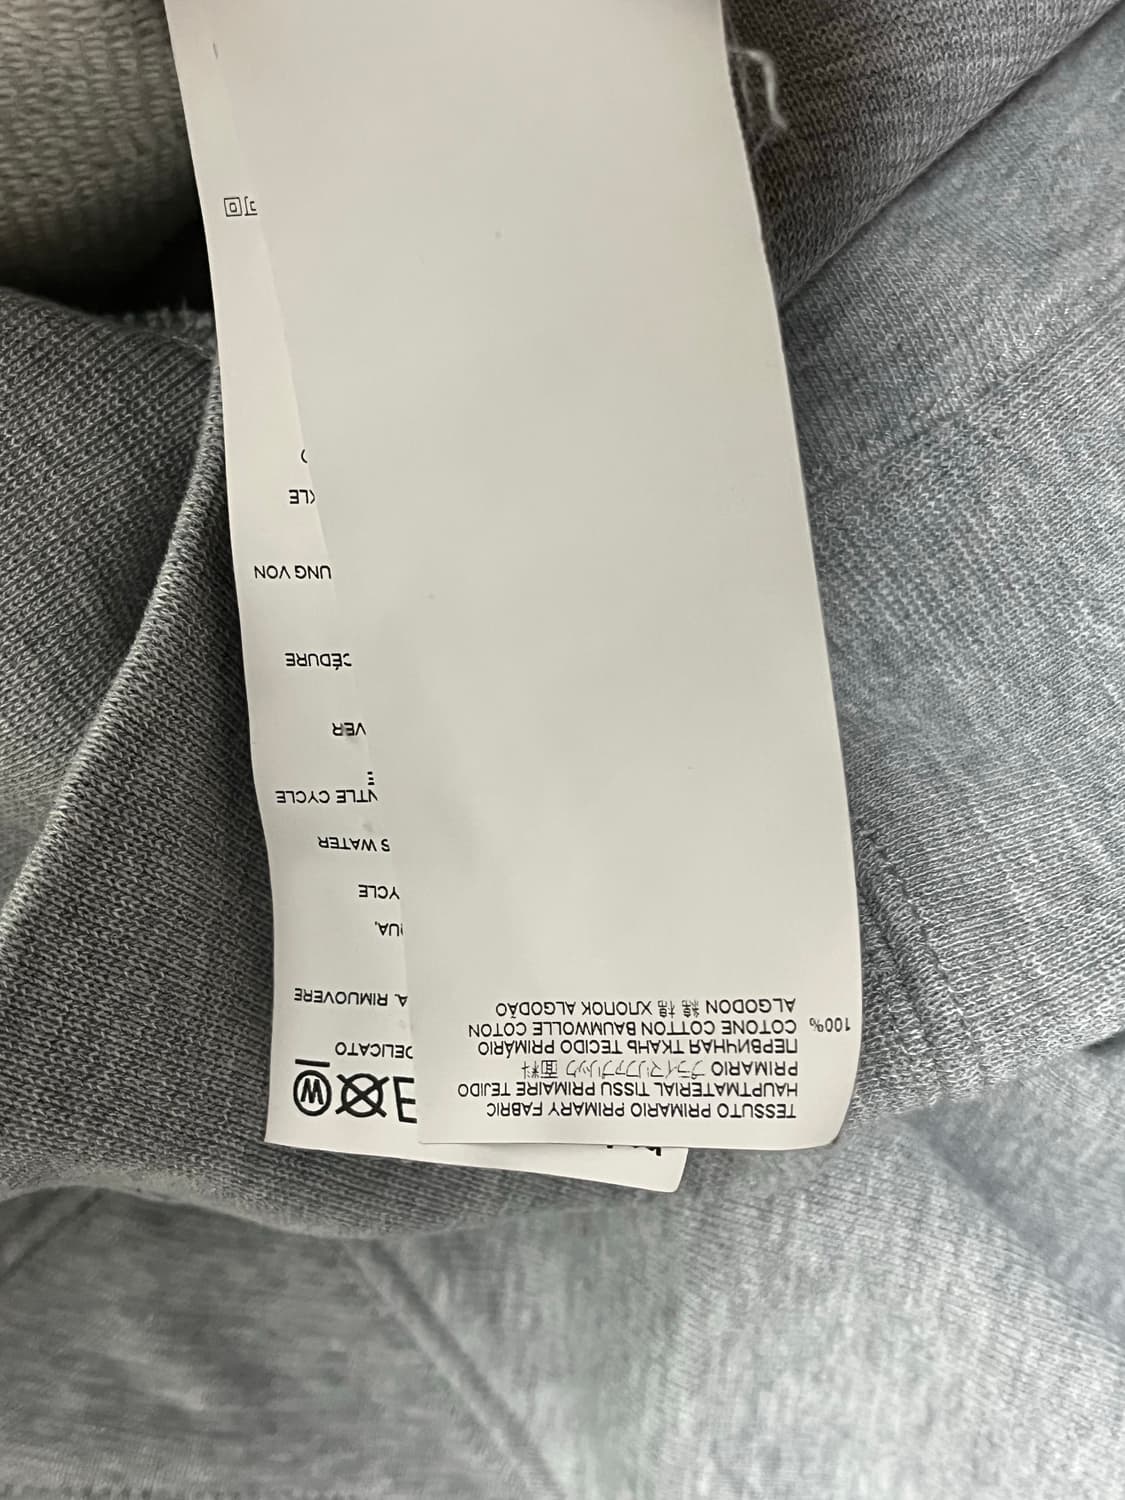 TESSUTO PRIMARIO PRIMARY FABRIC
HAUPTMATERIAL TISSU PRIMAIRE TEJIDO
PRIMARIO プライマリファブリック 面料
ПЕРВИЧНАЯ ТКАНЬ TECIDO PRIMÁRIO
100% COTONE COTTON BAUMWOLLE COTON
ALGODON 綿 棉 ХЛОПОК ALGODÃO
W
DELICATO
A. RIMUOVERE
UA,
YCLE
S WATER
NTLE CYCLE
VER
CÉDURE
UNG VON
KLE